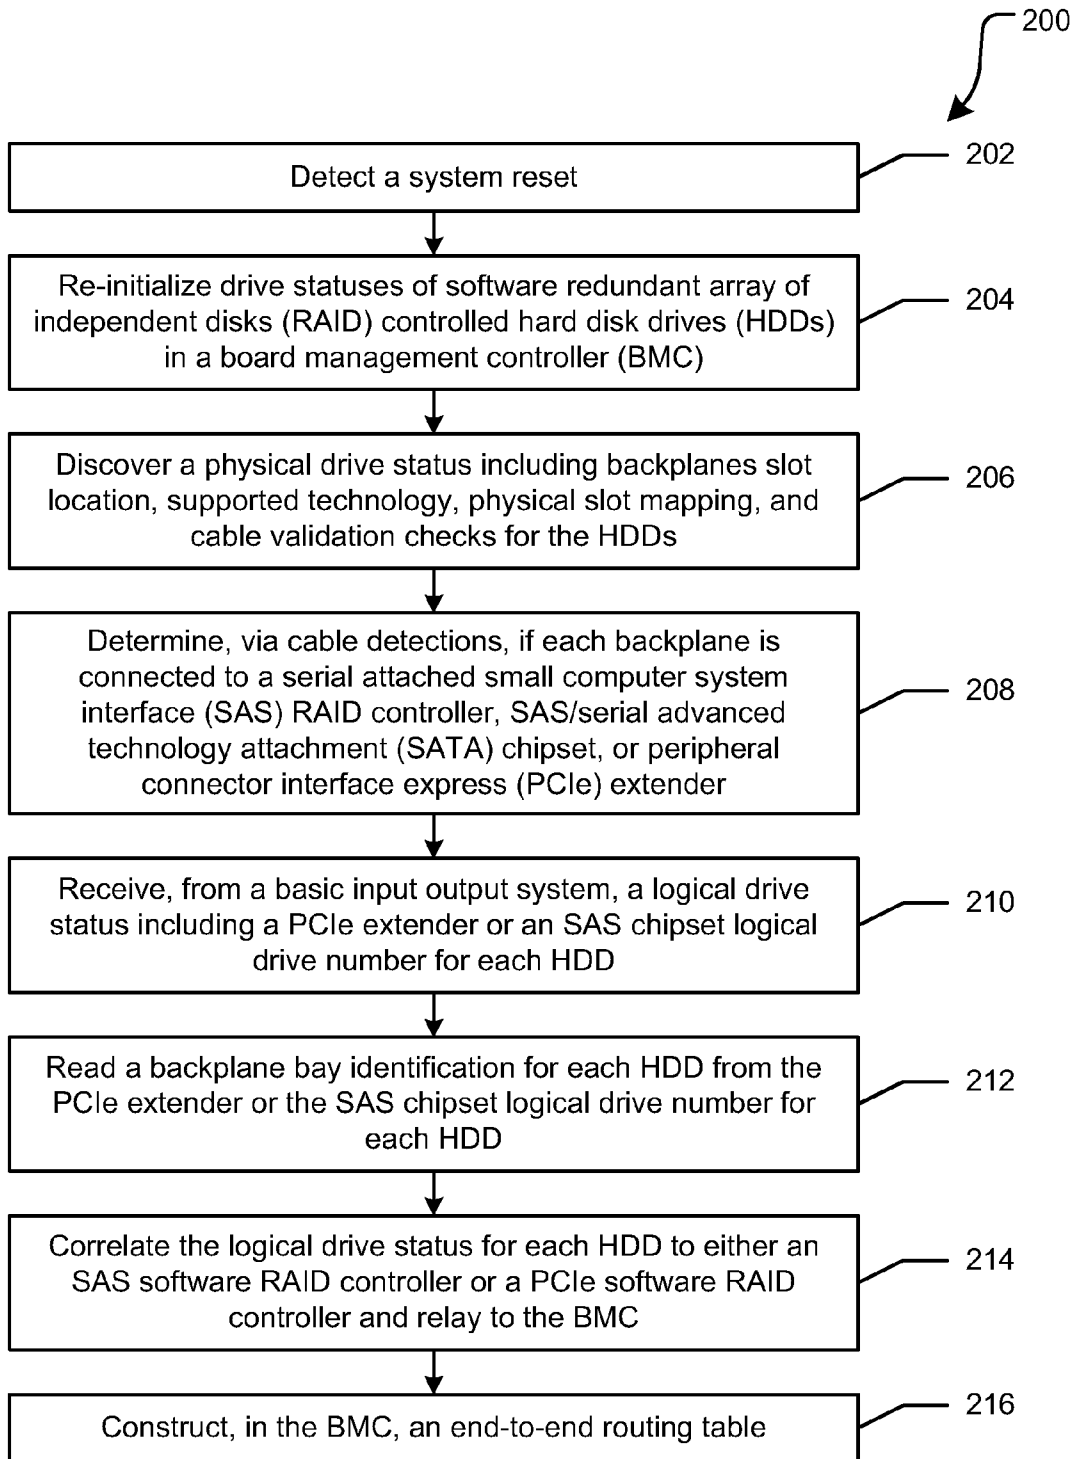 200
Detect a system reset
202
Re-initialize drive statuses of software redundant array of
independent disks (RAID) controlled hard disk drives (HDDs)
in a board management controller (BMC)
204
Discover a physical drive status including backplanes slot
location, supported technology, physical slot mapping, and
cable validation checks for the HDDs
206
Determine, via cable detections, if each backplane is
connected to a serial attached small computer system
interface (SAS) RAID controller, SAS/serial advanced
technology attachment (SATA) chipset, or peripheral
connector interface express (PCIe) extender
208
Receive, from a basic input output system, a logical drive
status including a PCIe extender or an SAS chipset logical
drive number for each HDD
210
Read a backplane bay identification for each HDD from the
PCIe extender or the SAS chipset logical drive number for
each HDD
212
Correlate the logical drive status for each HDD to either an
SAS software RAID controller or a PCIe software RAID
controller and relay to the BMC
214
Construct, in the BMC, an end-to-end routing table
216